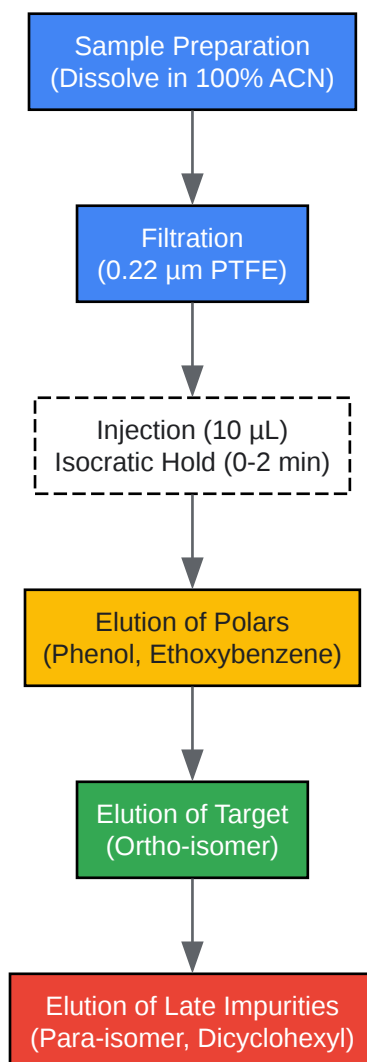 Sample Preparation
(Dissolve in 100% ACN)
Filtration
(0.22 µm PTFE)
Injection (10 µL)
Isocratic Hold (0-2 min)
Elution of Polars
(Phenol, Ethoxybenzene)
Elution of Target
(Ortho-isomer)
Elution of Late Impurities
(Para-isomer, Dicyclohexyl)